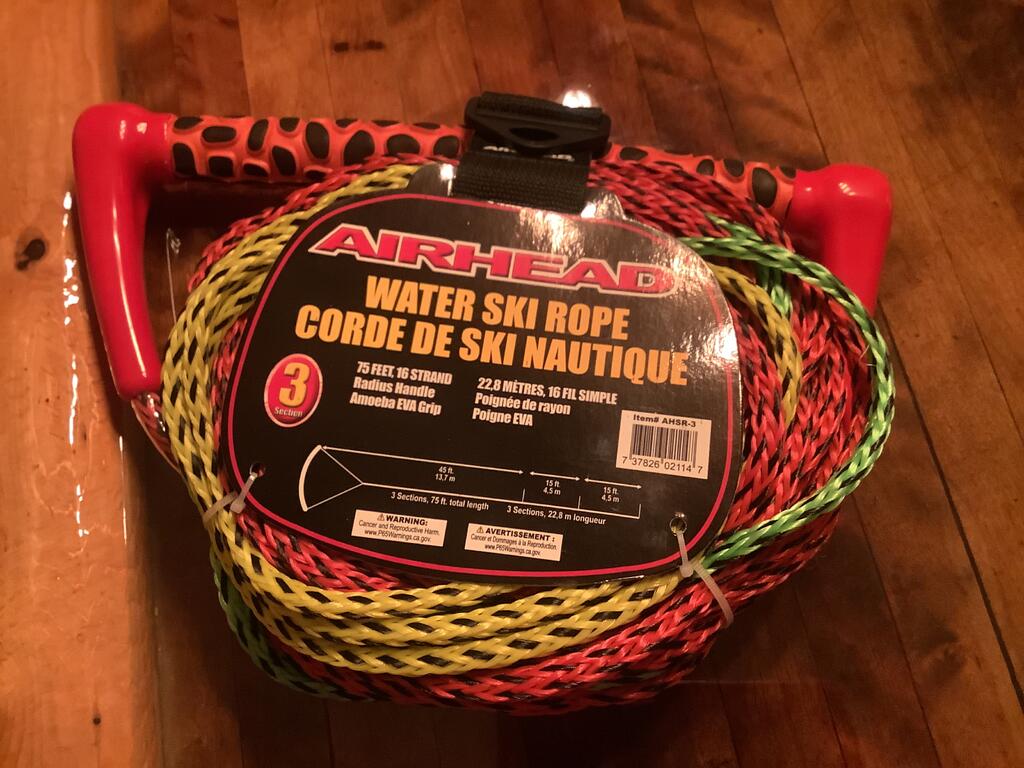 AIRHEAD
WATER SKI ROPE
CORDE DE SKI NAUTIQUE
3
Section
75 FEET, 16 STRAND
Radius Handle
Amoeba EVA Grip
22,8 MÈTRES, 16 FIL SIMPLE
Poignée de rayon
Poigne EVA
Item# AHSR-3
7 37826 02114 7
45 ft.
13,7 m
15 ft.
4,5 m
15 ft.
4,5 m
3 Sections, 75 ft. total length
3 Sections, 22,8 m longueur
⚠ WARNING:
Cancer and Reproductive Harm.
www.P65Warnings.ca.gov.
⚠ AVERTISSEMENT :
Cancer et Dommages à la Reproduction.
www.P65Warnings.ca.gov.